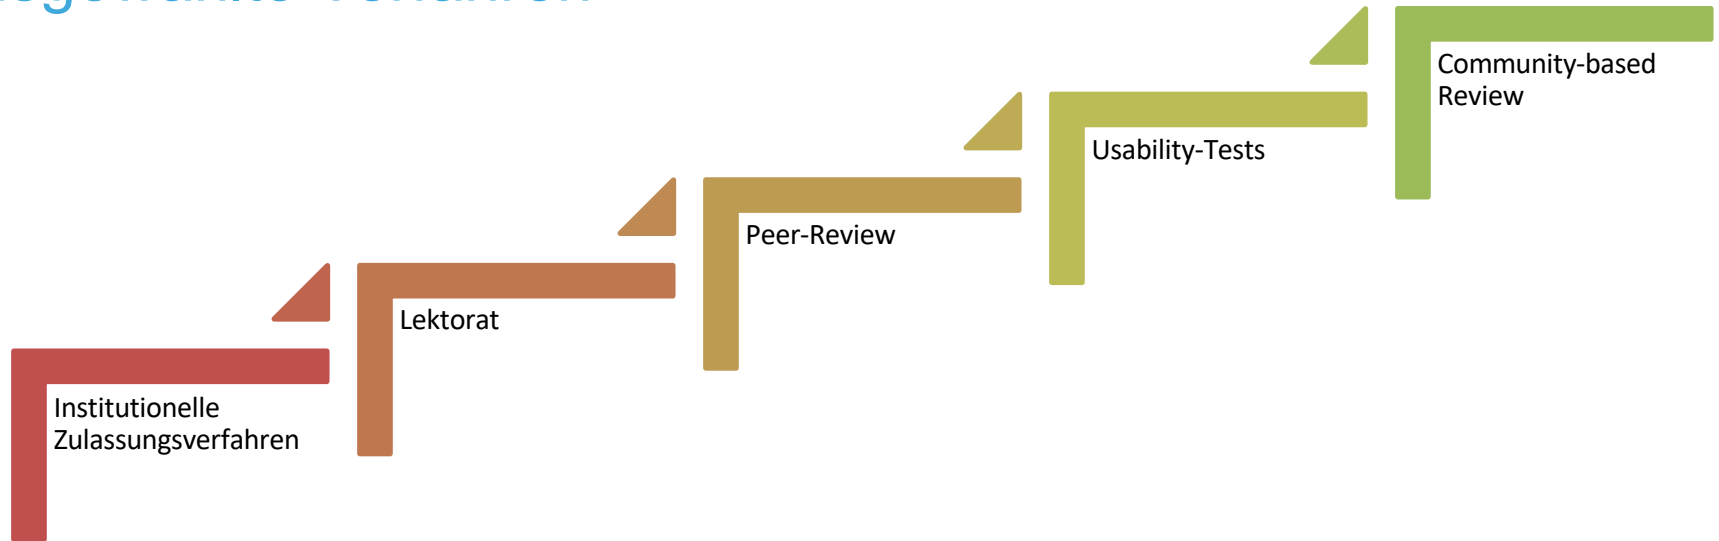 Community-based
Review
Usability-Tests
Peer-Review
Lektorat
Institutionelle
Zulassungsverfahren